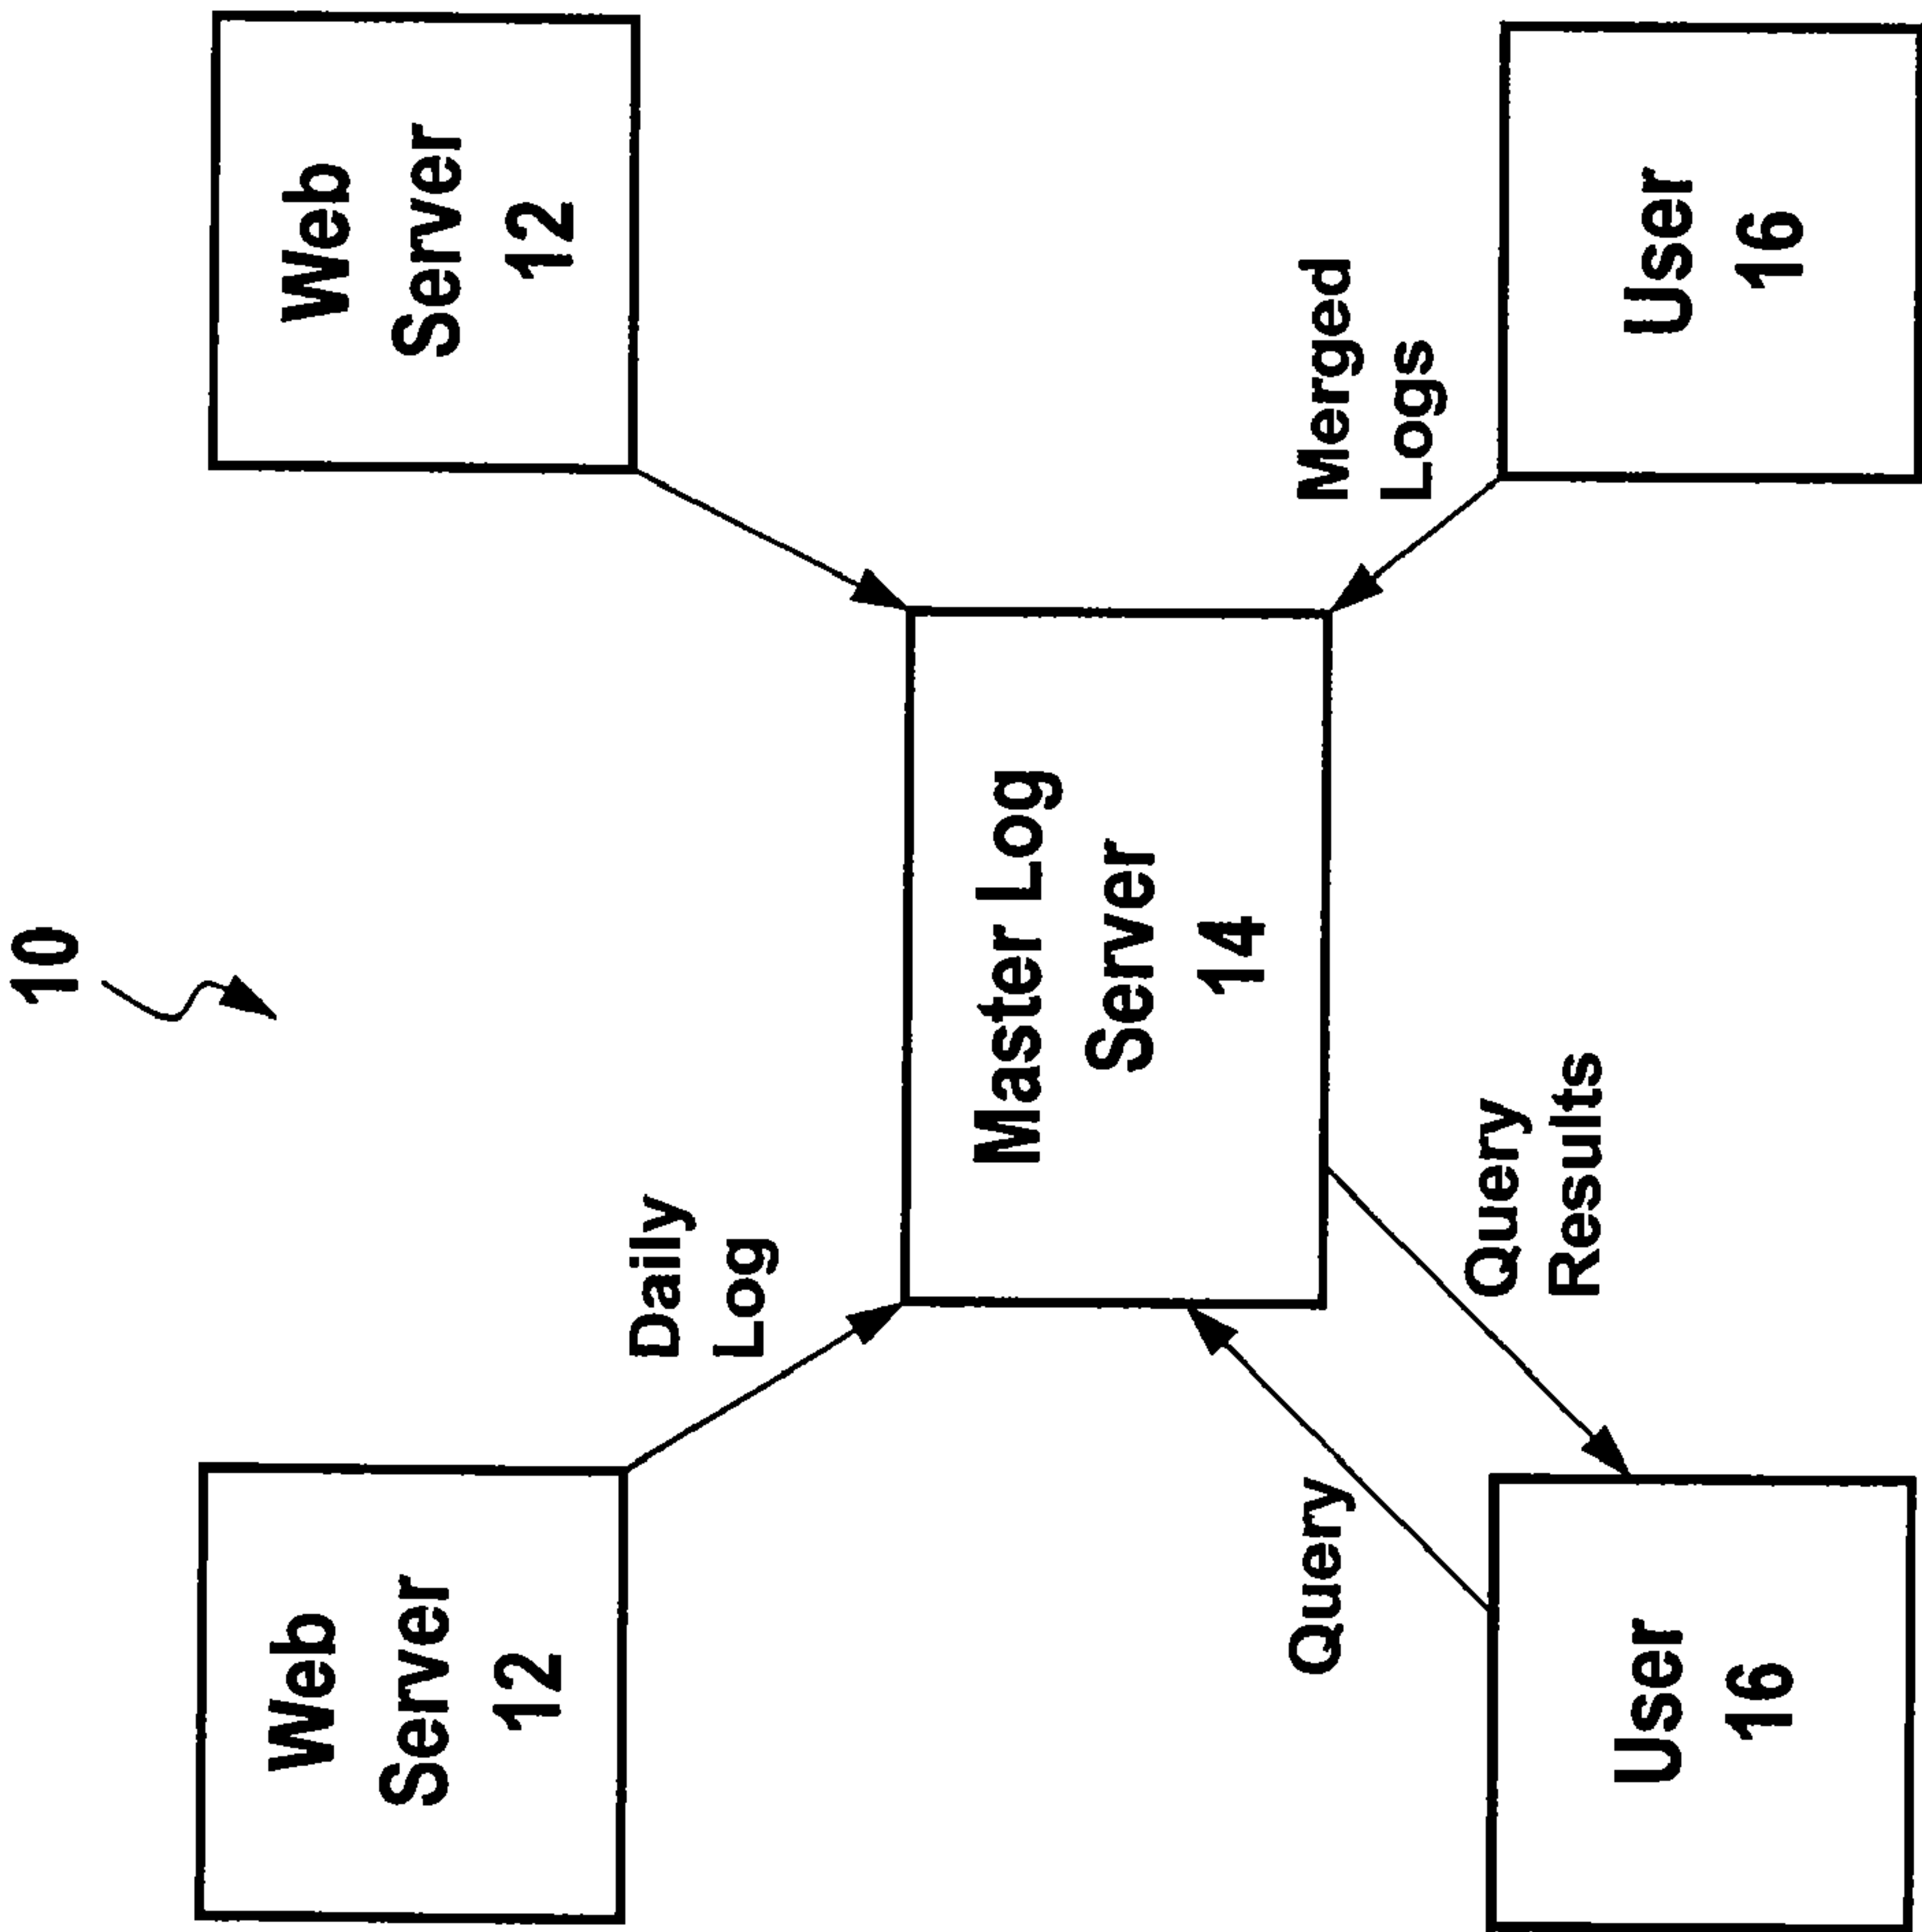 10
Web
Server
12
Web
Server
12
Daily
Log
Master Log
Server
14
Query
Merged
Logs
Query
Results
User
16
User
16